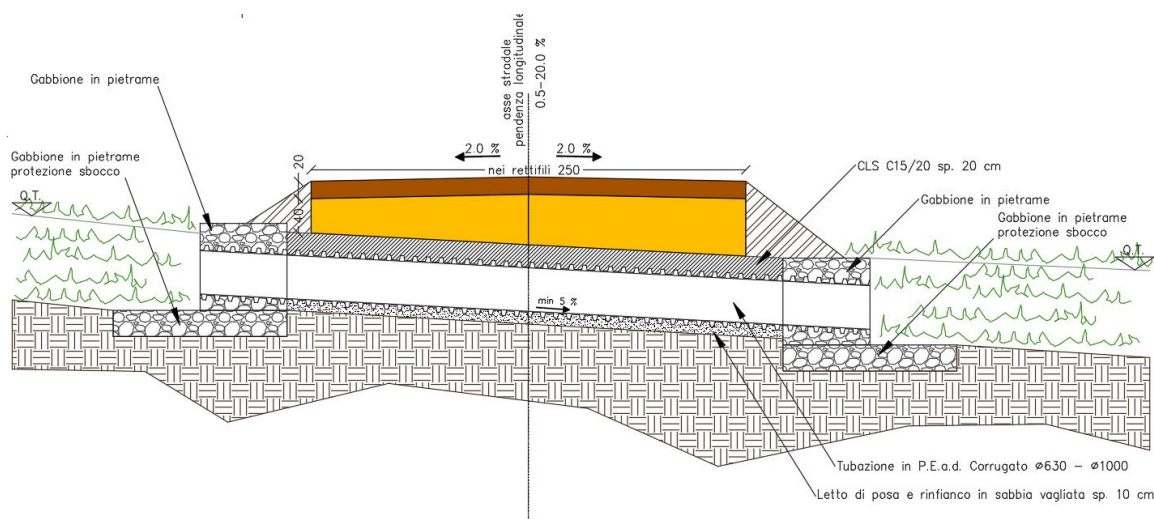 asse stradale
pendenza longitudinale
0.5-20.0 %
Gabbione in pietrame
Gabbione in pietrame
protezione sbocco
2.0 %
2.0 %
nei rettifili 250
20
40
CLS C15/20 sp. 20 cm
Gabbione in pietrame
Gabbione in pietrame
protezione sbocco
Q.T.
Q.T.
min 5 %
Tubazione in P.E.a.d. Corrugato ø630 - ø1000
Letto di posa e rinfianco in sabbia vagliata sp. 10 cm